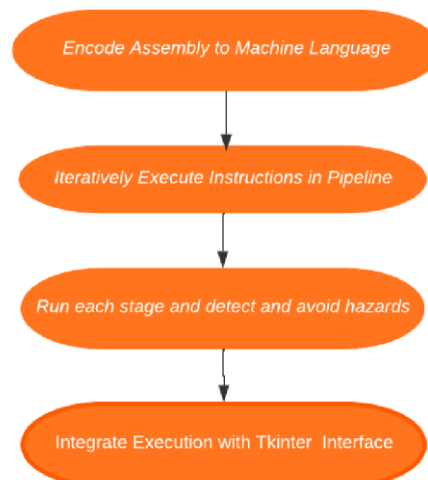 Encode Assembly to Machine Language
Iteratively Execute Instructions in Pipeline
Run each stage and detect and avoid hazards
Integrate Execution with Tkinter Interface